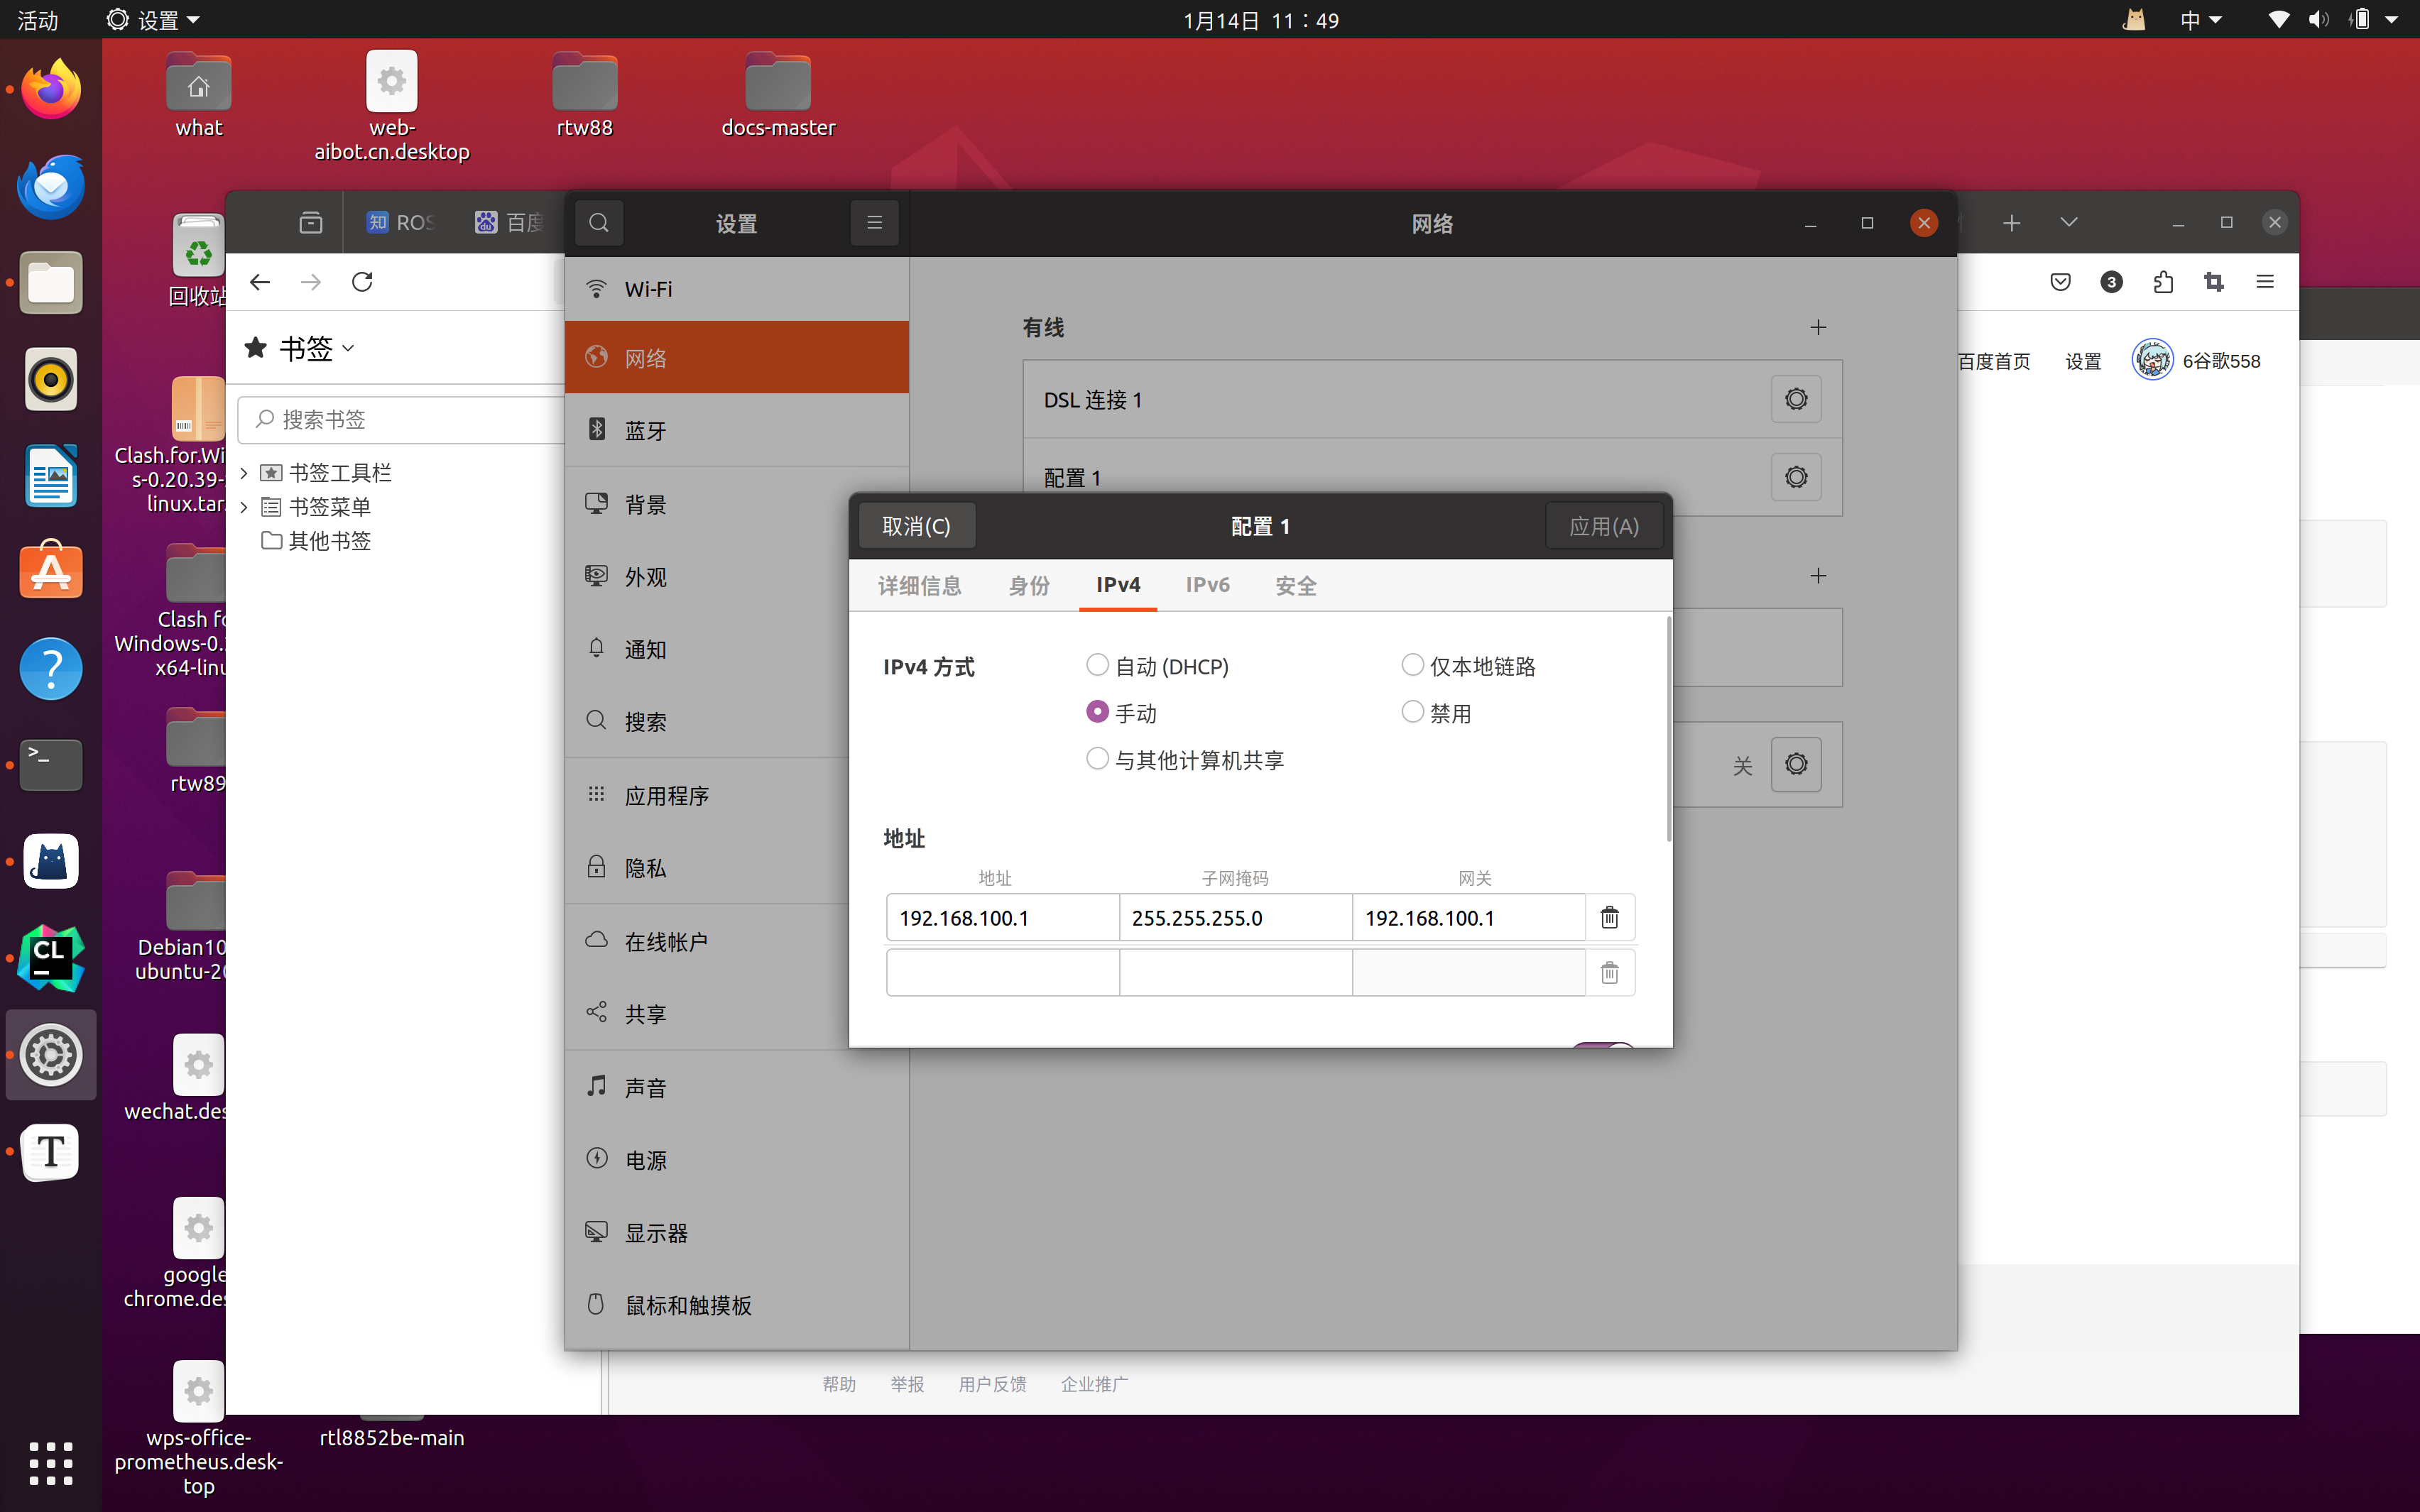 活动
设置
1月14日 11：49
中
what
web-
aibot.cn.desktop
rtw88
docs-master
回收站
Clash.for.Wi
s-0.20.39-
linux.tar.
Clash fo
Windows-0.
x64-linu
rtw89
Debian10
ubuntu-20
wechat.des
google
chrome.des
wps-office-
prometheus.desk-
top
rtl8852be-main
知 ROS
百度
书签
搜索书签
书签工具栏
书签菜单
其他书签
3
百度首页
设置
6谷歌558
帮助
举报
用户反馈
企业推广
设置
网络
Wi-Fi
网络
蓝牙
背景
外观
通知
搜索
应用程序
隐私
在线帐户
共享
声音
电源
显示器
鼠标和触摸板
有线
DSL 连接 1
配置 1
关
取消(C)
配置 1
应用(A)
详细信息
身份
IPv4
IPv6
安全
IPv4 方式
自动 (DHCP)
仅本地链路
手动
禁用
与其他计算机共享
地址
地址
子网掩码
网关
192.168.100.1
255.255.255.0
192.168.100.1
CL
T